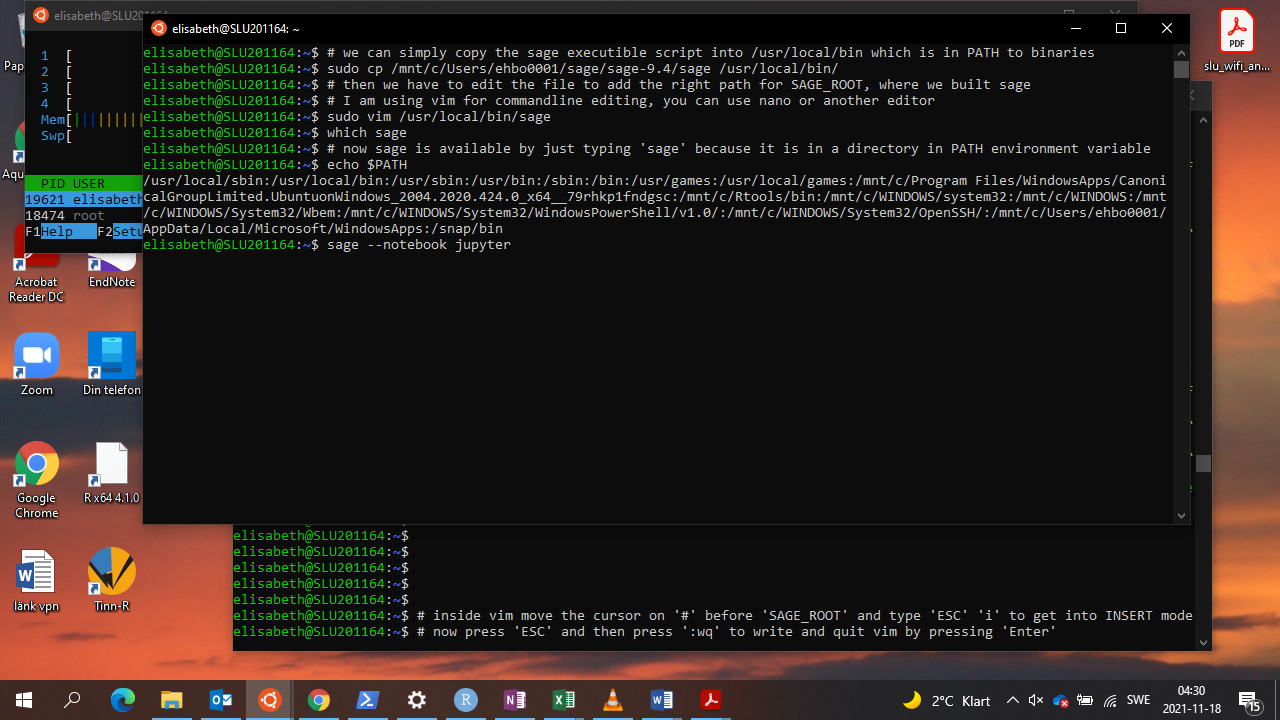 elisabeth@SLU201164: ~
elisabeth@SLU201164:~$ # we can simply copy the sage executible script into /usr/local/bin which is in PATH to binaries
elisabeth@SLU201164:~$ sudo cp /mnt/c/Users/ehbo0001/sage/sage-9.4/sage /usr/local/bin/
elisabeth@SLU201164:~$ # then we have to edit the file to add the right path for SAGE_ROOT, where we built sage
elisabeth@SLU201164:~$ # I am using vim for commandline editing, you can use nano or another editor
elisabeth@SLU201164:~$ sudo vim /usr/local/bin/sage
elisabeth@SLU201164:~$ which sage
elisabeth@SLU201164:~$ # now sage is available by just typing 'sage' because it is in a directory in PATH environment variable
elisabeth@SLU201164:~$ echo $PATH
/usr/local/sbin:/usr/local/bin:/usr/sbin:/usr/bin:/sbin:/bin:/usr/games:/usr/local/games:/mnt/c/Program Files/WindowsApps/Canoni
calGroupLimited.UbuntuonWindows_2004.2020.424.0_x64__79rhkp1fndgsc:/mnt/c/Rtools/bin:/mnt/c/WINDOWS/system32:/mnt/c/WINDOWS:/mnt
/c/WINDOWS/System32/Wbem:/mnt/c/WINDOWS/System32/WindowsPowerShell/v1.0/:/mnt/c/WINDOWS/System32/OpenSSH/:/mnt/c/Users/ehbo0001/
AppData/Local/Microsoft/WindowsApps:/snap/bin
elisabeth@SLU201164:~$ sage --notebook jupyter
1 [
2 [
3 [
4 [
Mem[||||||||||
Swp[
PID USER
19621 elisabeth
18474 root
F1Help F2Setu
elisabeth@SLU201164:~$
elisabeth@SLU201164:~$
elisabeth@SLU201164:~$
elisabeth@SLU201164:~$
elisabeth@SLU201164:~$
elisabeth@SLU201164:~$ # inside vim move the cursor on '#' before 'SAGE_ROOT' and type 'ESC' 'i' to get into INSERT mode
elisabeth@SLU201164:~$ # now press 'ESC' and then press ':wq' to write and quit vim by pressing 'Enter'
PDF
slu_wifi_an...
Acrobat
Reader DC
EndNote
Zoom
Din telefon
Google
Chrome
R x64 4.1.0
länk vpn
Tinn-R
2°C Klart
SWE
04:30
2021-11-18
15